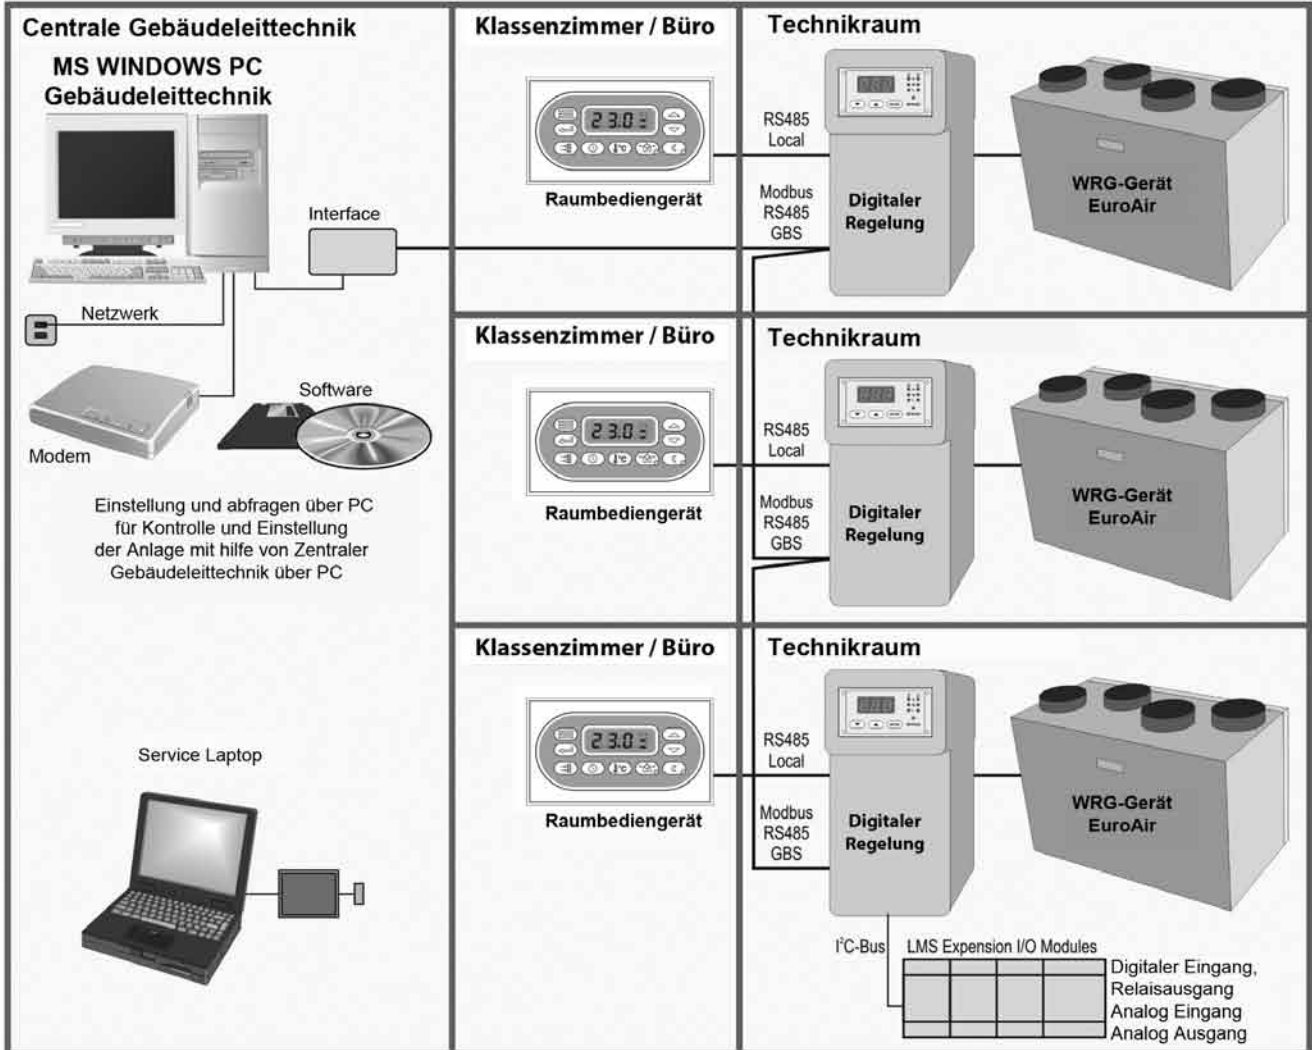 Centrale Gebäudeleittechnik
MS WINDOWS PC
Gebäudeleittechnik
Interface
Netzwerk
Software
Modem
Einstellung und abfragen über PC
für Kontrolle und Einstellung
der Anlage mit hilfe von Zentraler
Gebäudeleittechnik über PC
Service Laptop
Klassenzimmer / Büro
23.0
Raumbediengerät
Technikraum
RS485
Local
Modbus
RS485
GBS
Digitaler
Regelung
WRG-Gerät
EuroAir
Klassenzimmer / Büro
23.0
Raumbediengerät
Technikraum
RS485
Local
Modbus
RS485
GBS
Digitaler
Regelung
WRG-Gerät
EuroAir
Klassenzimmer / Büro
23.0
Raumbediengerät
Technikraum
RS485
Local
Modbus
RS485
GBS
Digitaler
Regelung
WRG-Gerät
EuroAir
I²C-Bus
LMS Expension I/O Modules
Digitaler Eingang,
Relaisausgang
Analog Eingang
Analog Ausgang